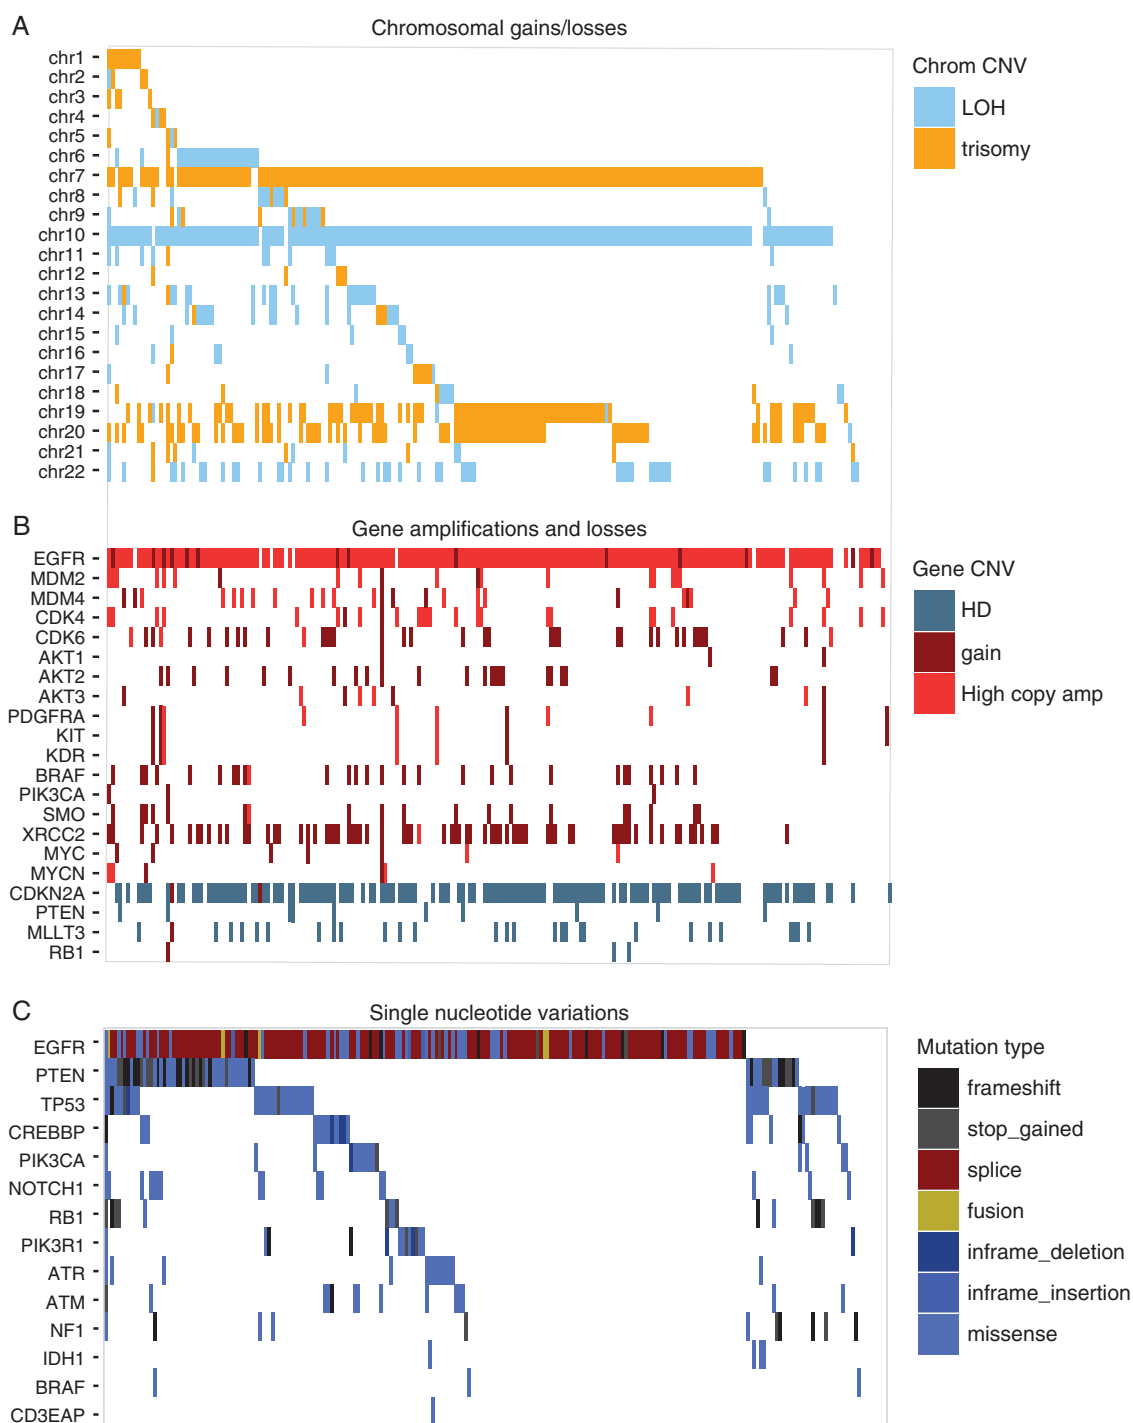 A
Chromosomal gains/losses
chr1
chr2
chr3
chr4
chr5
chr6
chr7
chr8
chr9
chr10
chr11
chr12
chr13
chr14
chr15
chr16
chr17
chr18
chr19
chr20
chr21
chr22
Chrom CNV
LOH
trisomy
B
Gene amplifications and losses
EGFR
MDM2
MDM4
CDK4
CDK6
AKT1
AKT2
AKT3
PDGFRA
KIT
KDR
BRAF
PIK3CA
SMO
XRCC2
MYC
MYCN
CDKN2A
PTEN
MLLT3
RB1
Gene CNV
HD
gain
High copy amp
C
Single nucleotide variations
EGFR
PTEN
TP53
CREBBP
PIK3CA
NOTCH1
RB1
PIK3R1
ATR
ATM
NF1
IDH1
BRAF
CD3EAP
Mutation type
frameshift
stop_gained
splice
fusion
inframe_deletion
inframe_insertion
missense